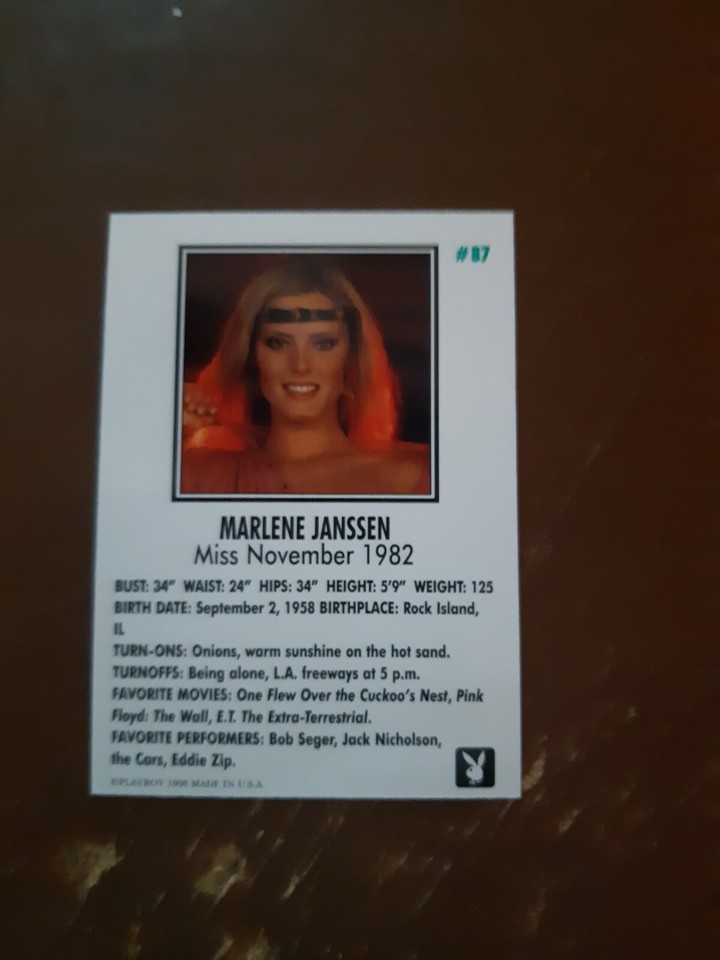 #87
MARLENE JANSSEN
Miss November 1982
BUST: 34" WAIST: 24" HIPS: 34" HEIGHT: 5'9" WEIGHT: 125
BIRTH DATE: September 2, 1958 BIRTHPLACE: Rock Island,
IL
TURN-ONS: Onions, warm sunshine on the hot sand.
TURNOFFS: Being alone, L.A. freeways at 5 p.m.
FAVORITE MOVIES: One Flew Over the Cuckoo's Nest, Pink
Floyd: The Wall, E.T. The Extra-Terrestrial.
FAVORITE PERFORMERS: Bob Seger, Jack Nicholson,
the Cars, Eddie Zip.
©PLAYBOY MADE IN U.S.A